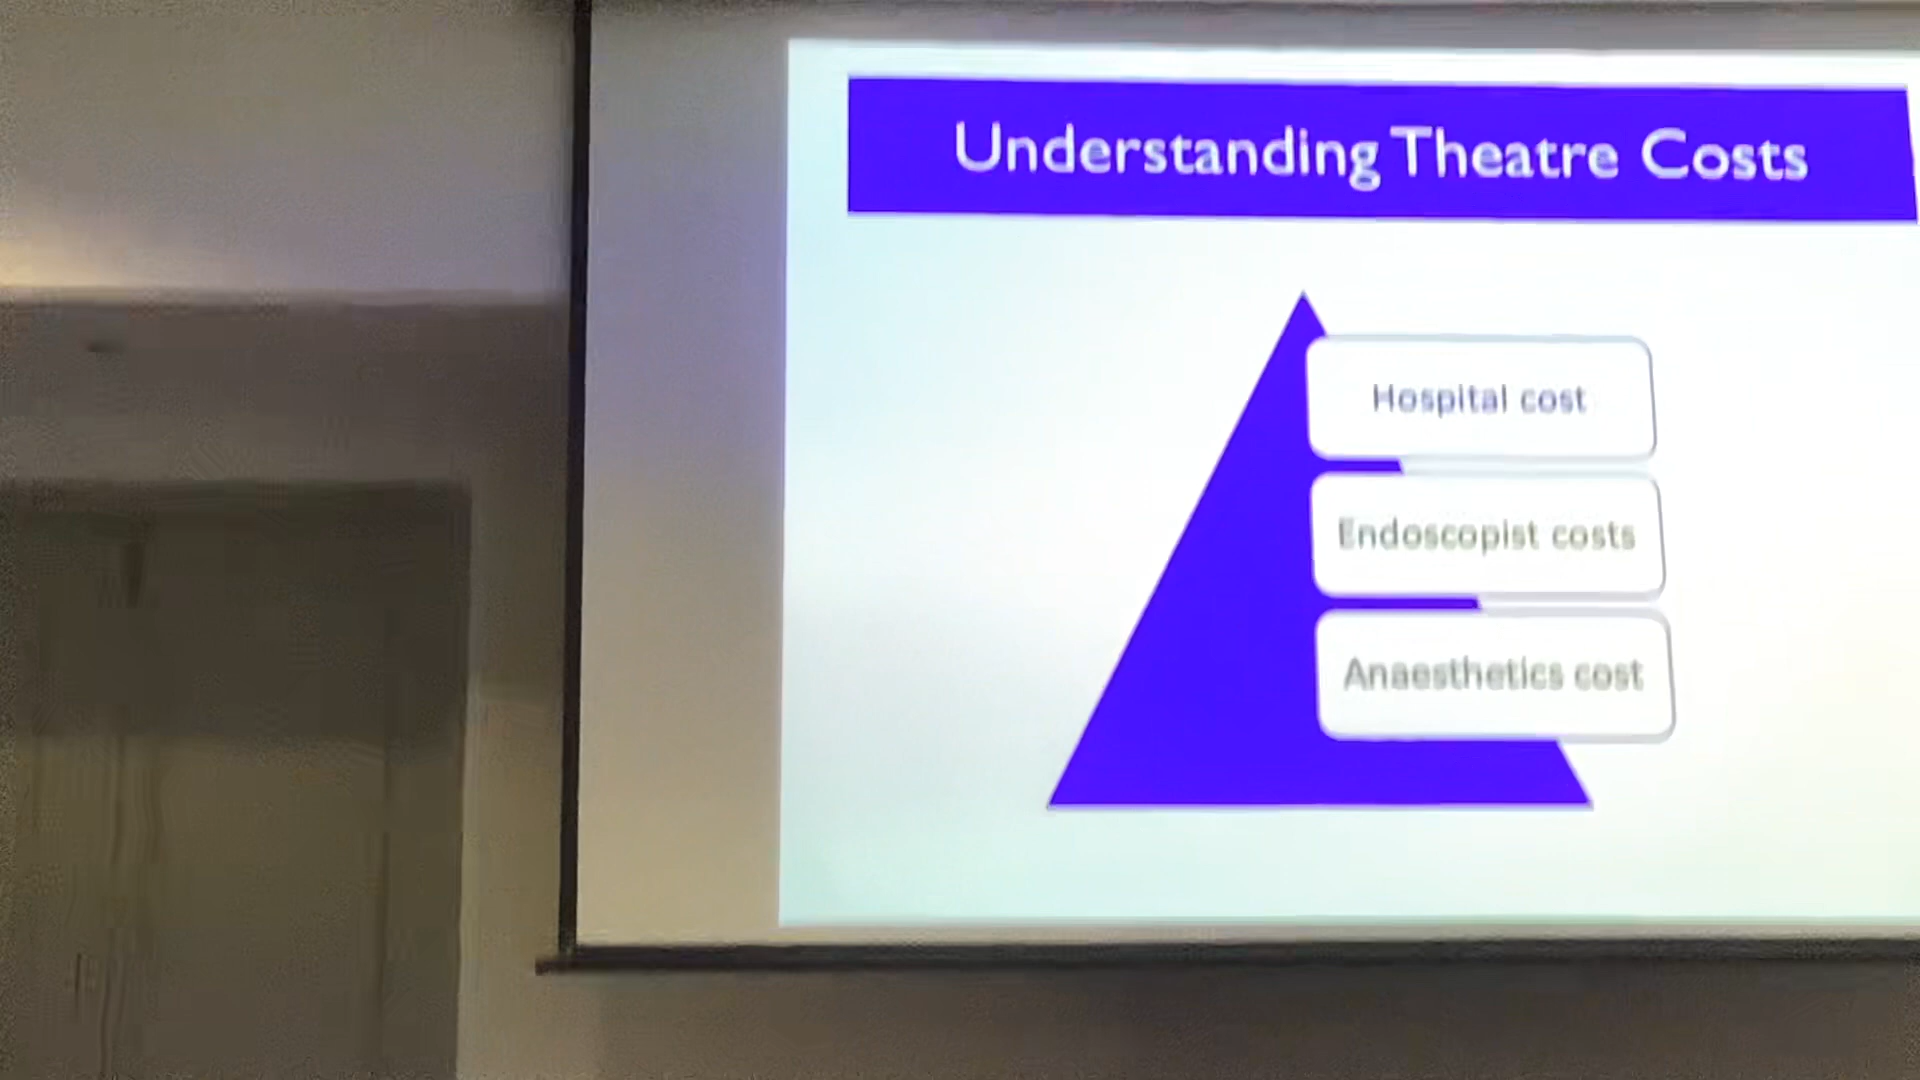 Understanding Theatre Costs
Hospital cost
Endoscopist costs
Anaesthetics cost